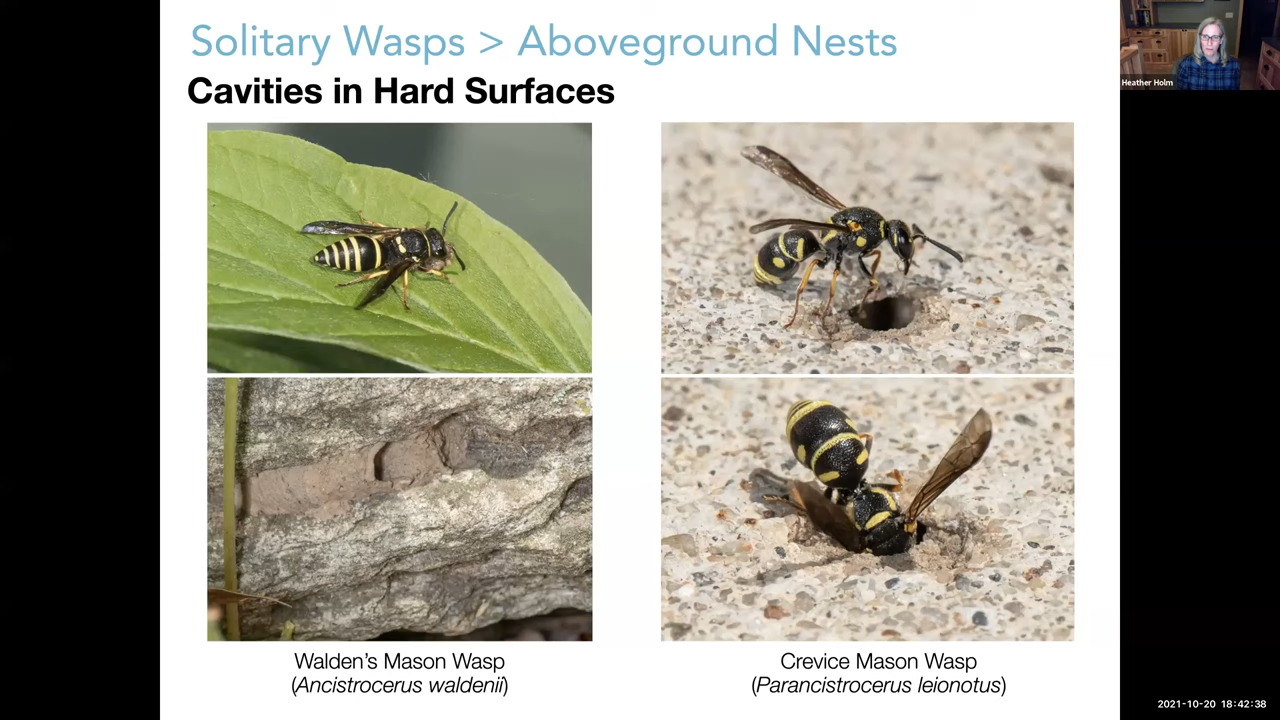 Solitary Wasps > Aboveground Nests
Cavities in Hard Surfaces
Heather Holm
Walden's Mason Wasp
(Ancistrocerus waldenii)
Crevice Mason Wasp
(Parancistrocerus leionotus)
2021-10-20 18:42:38